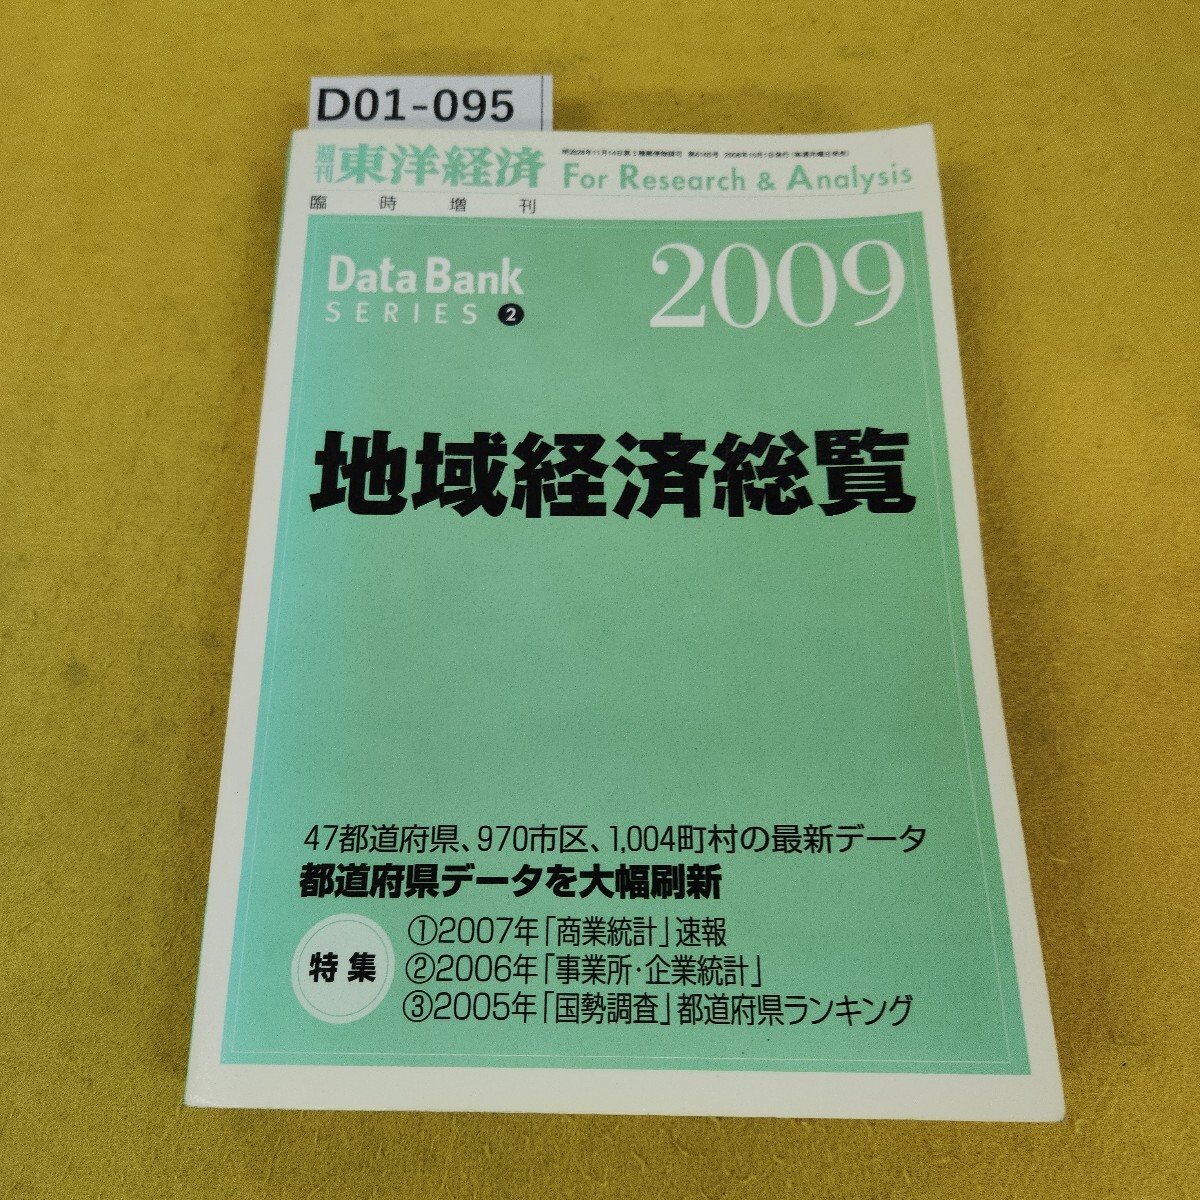 D01-095
週刊 東洋経済 For Research & Analysis
臨時増刊
Data Bank
SERIES 2
2009
地域経済総覧
47都道府県、970市区、1,004町村の最新データ
都道府県データを大幅刷新
特集
①2007年「商業統計」速報
②2006年「事業所・企業統計」
③2005年「国勢調査」都道府県ランキング